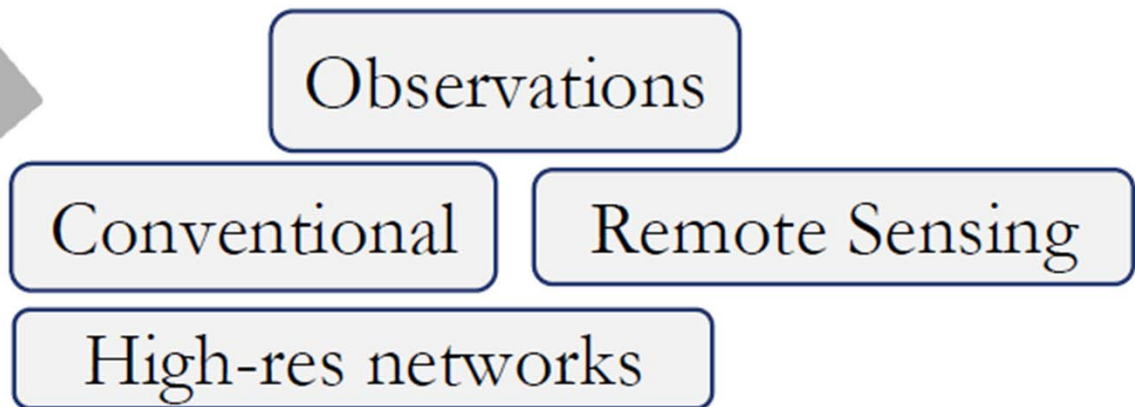 Observations
Conventional
Remote Sensing
High-res networks